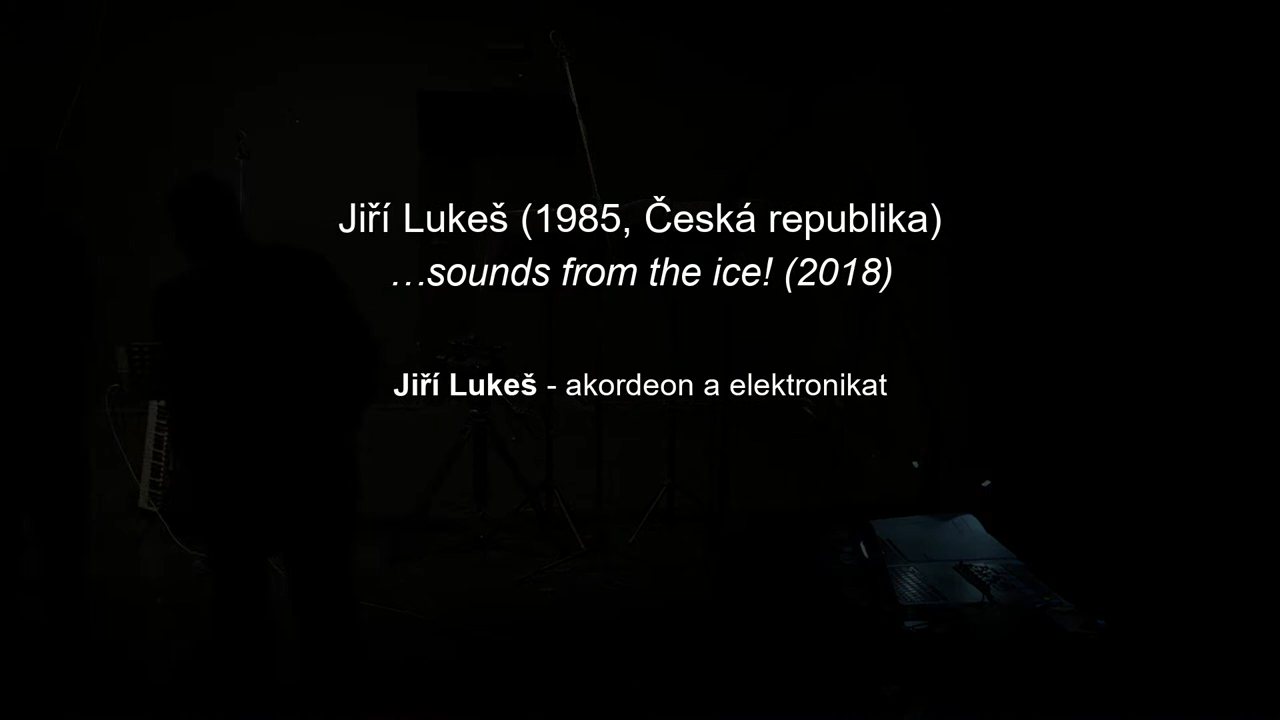 Jiří Lukeš (1985, Česká republika)
…sounds from the ice! (2018)
Jiří Lukeš - akordeon a elektronikat